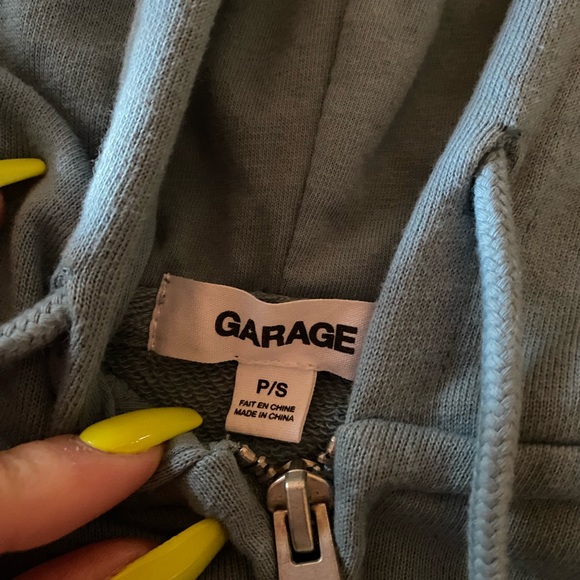 GARAGE
P/S
FAIT EN CHINE
MADE IN CHINA